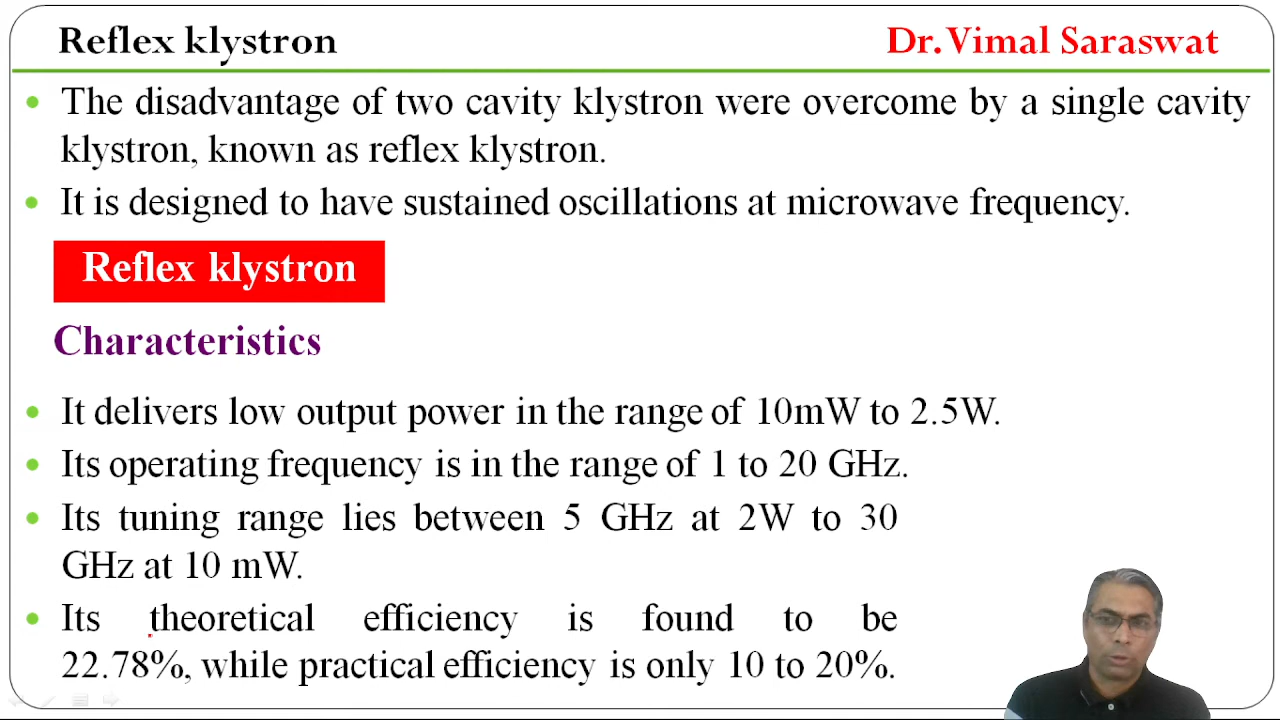 Reflex klystron
Dr. Vimal Saraswat
• The disadvantage of two cavity klystron were overcome by a single cavity
klystron, known as reflex klystron.
• It is designed to have sustained oscillations at microwave frequency.
Reflex klystron
Characteristics
• It delivers low output power in the range of 10mW to 2.5W.
• Its operating frequency is in the range of 1 to 20 GHz.
• Its tuning range lies between 5 GHz at 2W to 30
GHz at 10 mW.
• Its theoretical efficiency is found to be
22.78%, while practical efficiency is only 10 to 20%.